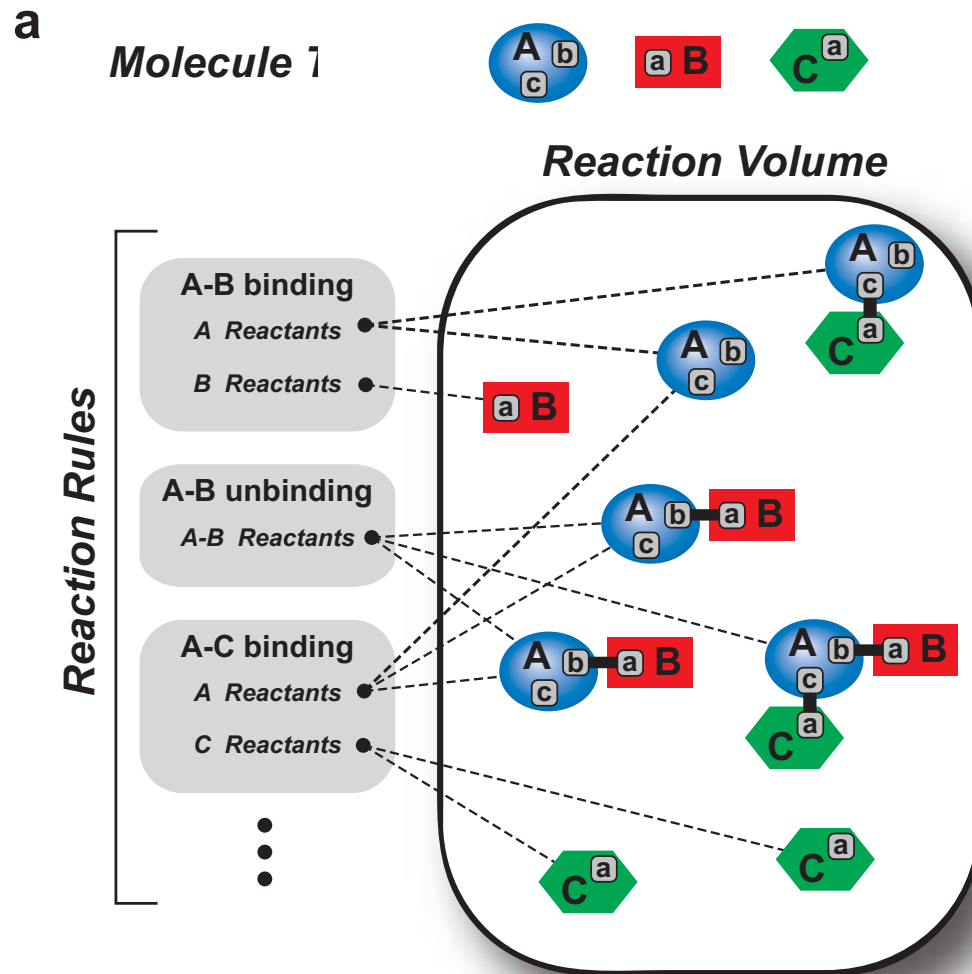 a
Molecule
A b c
a B
C a
Reaction Volume
Reaction Rules
A-B binding
A Reactants
B Reactants
A-B unbinding
A-B Reactants
A-C binding
A Reactants
C Reactants
A b c
a C
A b c
a B
A b c
a B
A b c
a B
A b c
a B
a C
C a
C a